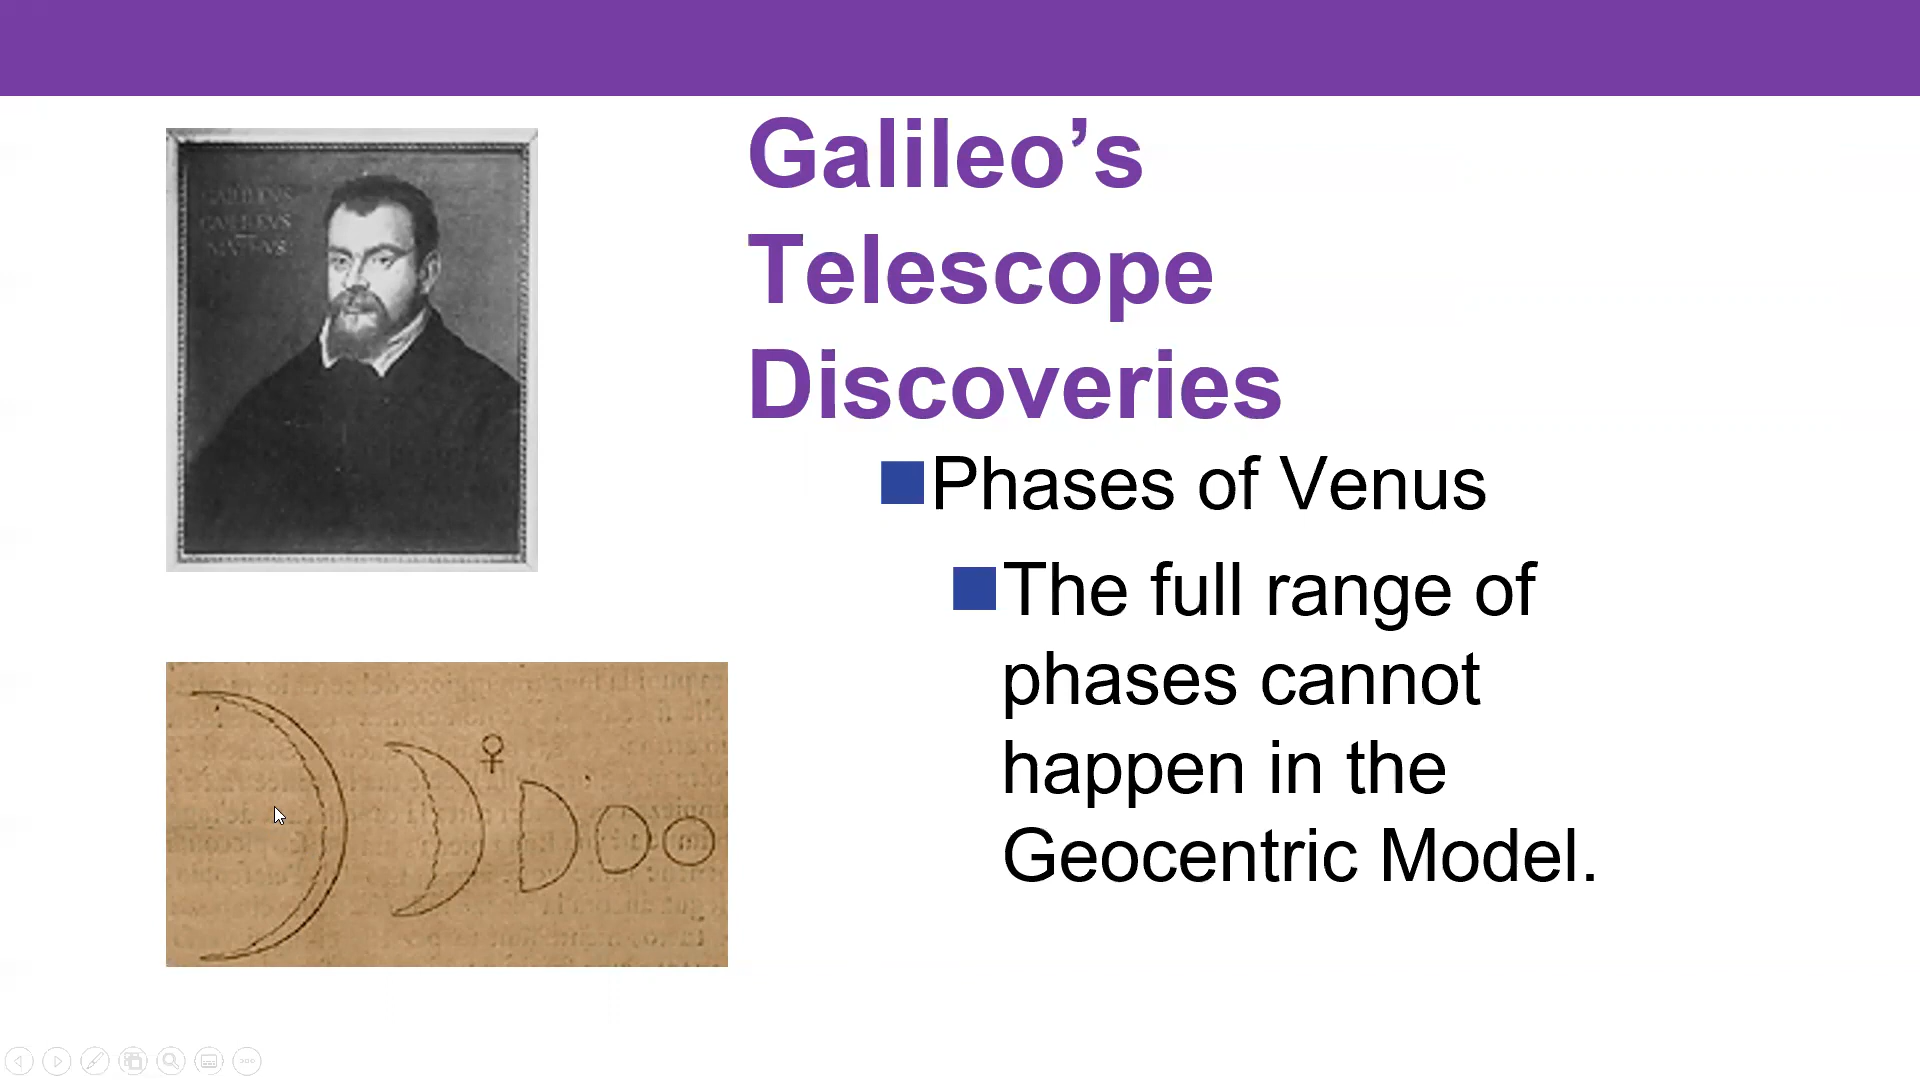 Galileo’s
Telescope
Discoveries
Phases of Venus
The full range of
phases cannot
happen in the
Geocentric Model.